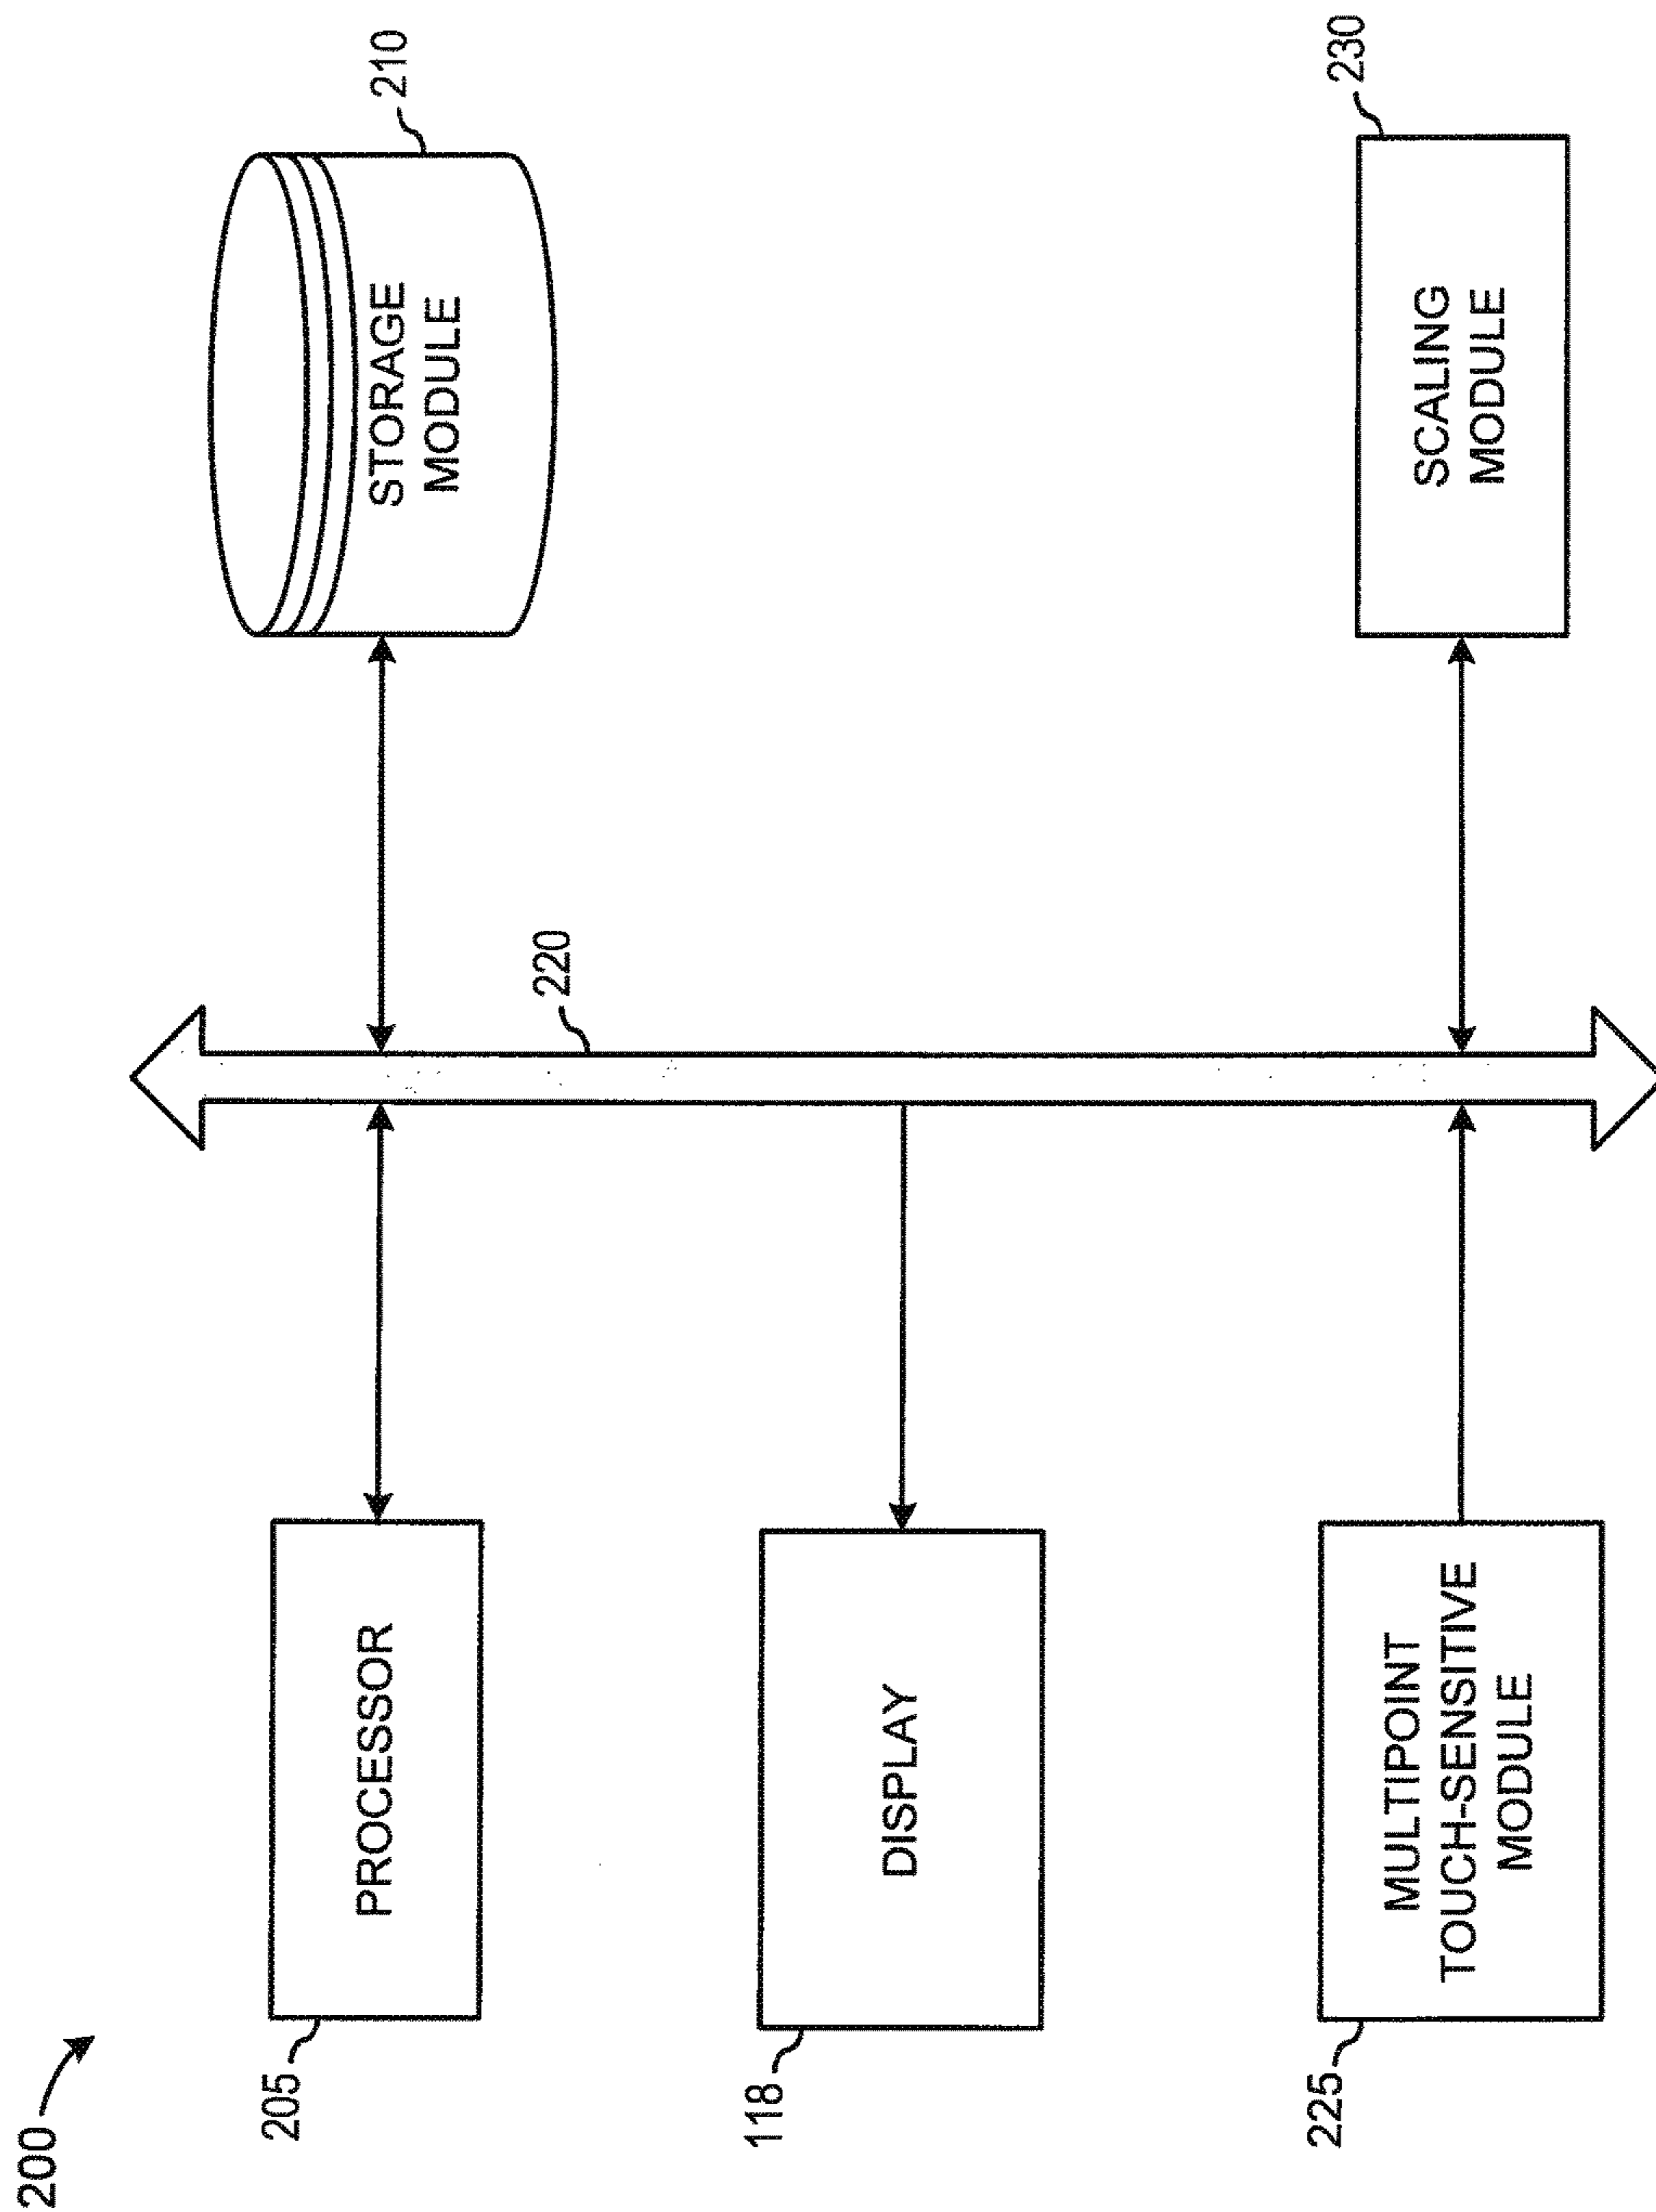 200
205
PROCESSOR
210
STORAGE
MODULE
220
118
DISPLAY
225
MULTIPOINT
TOUCH-SENSITIVE
MODULE
230
SCALING
MODULE